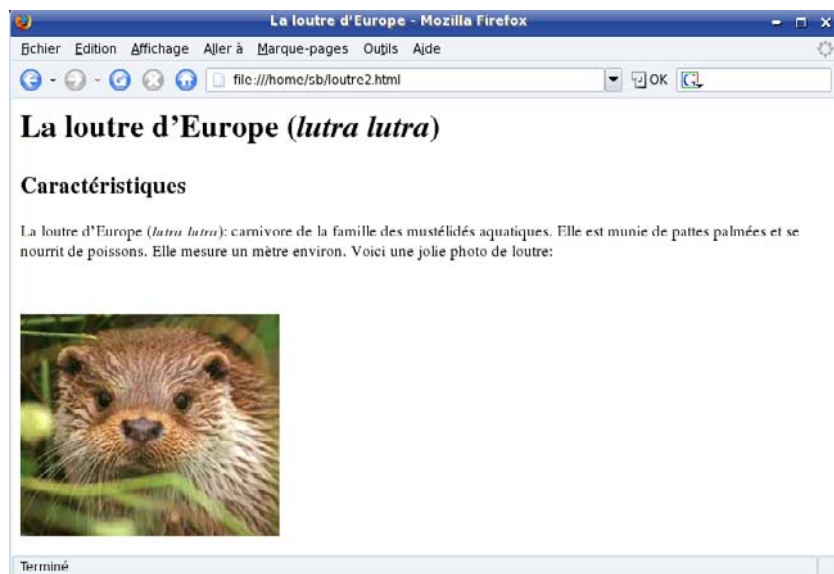 La loutre d'Europe - Mozilla Firefox
Fichier Edition Affichage Aller à Marque-pages Outils Aide
file:///home/sb/loutre2.html OK G
La loutre d'Europe (lutra lutra)
Caractéristiques
La loutre d'Europe (lutra lutra): carnivore de la famille des mustélidés aquatiques. Elle est munie de pattes palmées et se
nourrit de poissons. Elle mesure un mètre environ. Voici une jolie photo de loutre:
Terminé